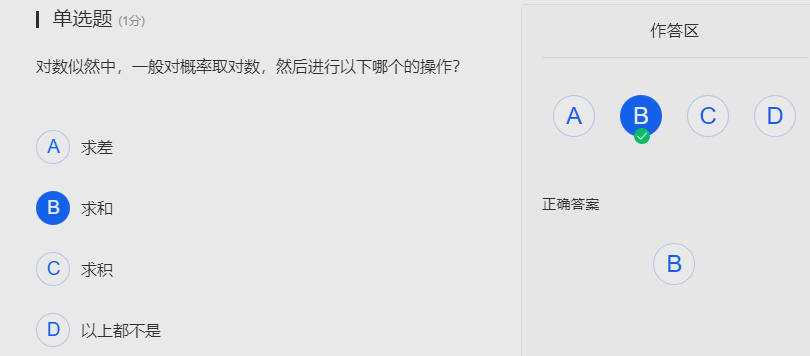 单选题 (1分)
对数似然中，一般对概率取对数，然后进行以下哪个的操作？
A 求差
B 求和
C 求积
D 以上都不是
作答区
A B C D
正确答案
B